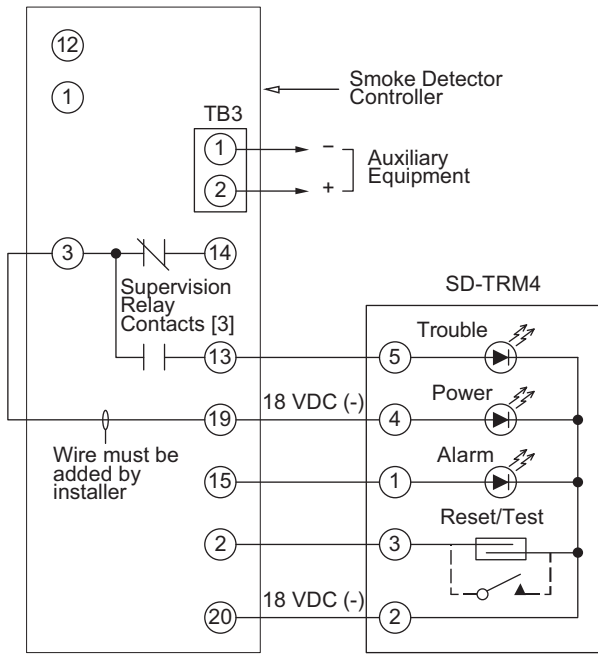 12
1
Smoke Detector
Controller
TB3
1
−
2
+
Auxiliary
Equipment
3
14
Supervision
Relay
Contacts [3]
13
SD-TRM4
Trouble
5
19
18 VDC (-)
4
Power
Wire must be
added by
installer
15
1
Alarm
2
3
Reset/Test
20
18 VDC (-)
2